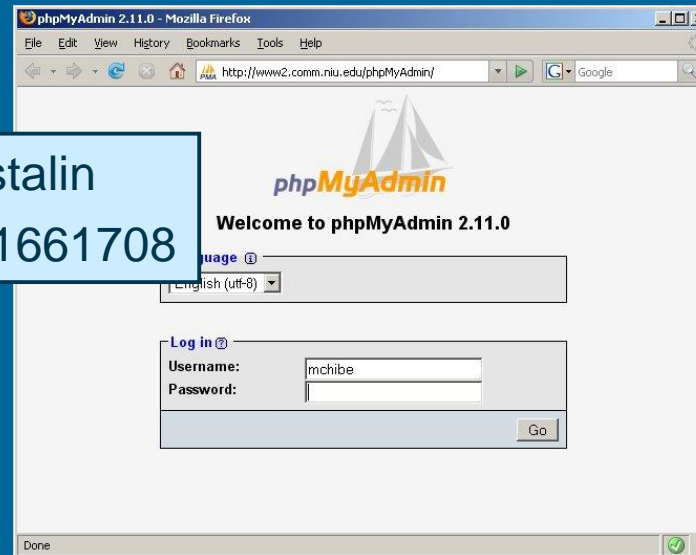 phpMyAdmin 2.11.0 - Mozilla Firefox
File Edit View History Bookmarks Tools Help
PMA http://www2.comm.niu.edu/phpMyAdmin/ G Google
stalin
1661708
phpMyAdmin
Welcome to phpMyAdmin 2.11.0
uage
English (utf-8)
Log in
Username: mchibe
Password:
Go
Done